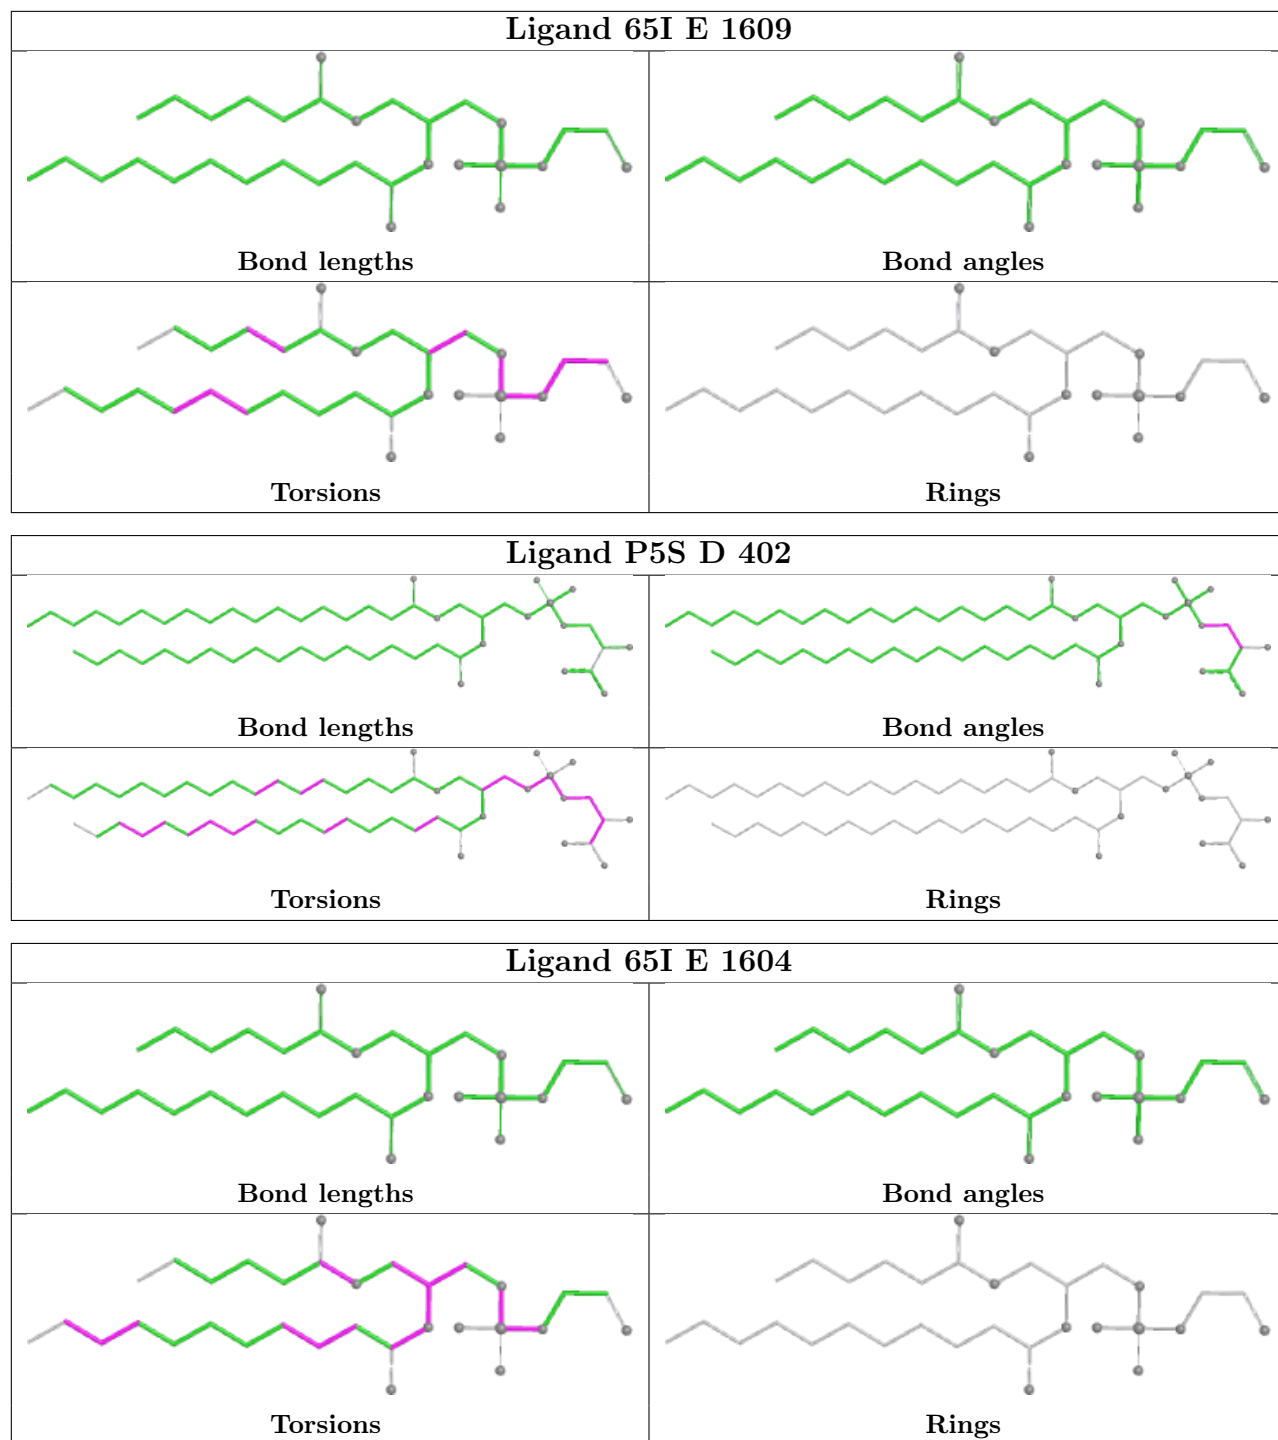 Ligand 65I E 1609
Bond lengths
Bond angles
Torsions
Rings
Ligand P5S D 402
Bond lengths
Bond angles
Torsions
Rings
Ligand 65I E 1604
Bond lengths
Bond angles
Torsions
Rings